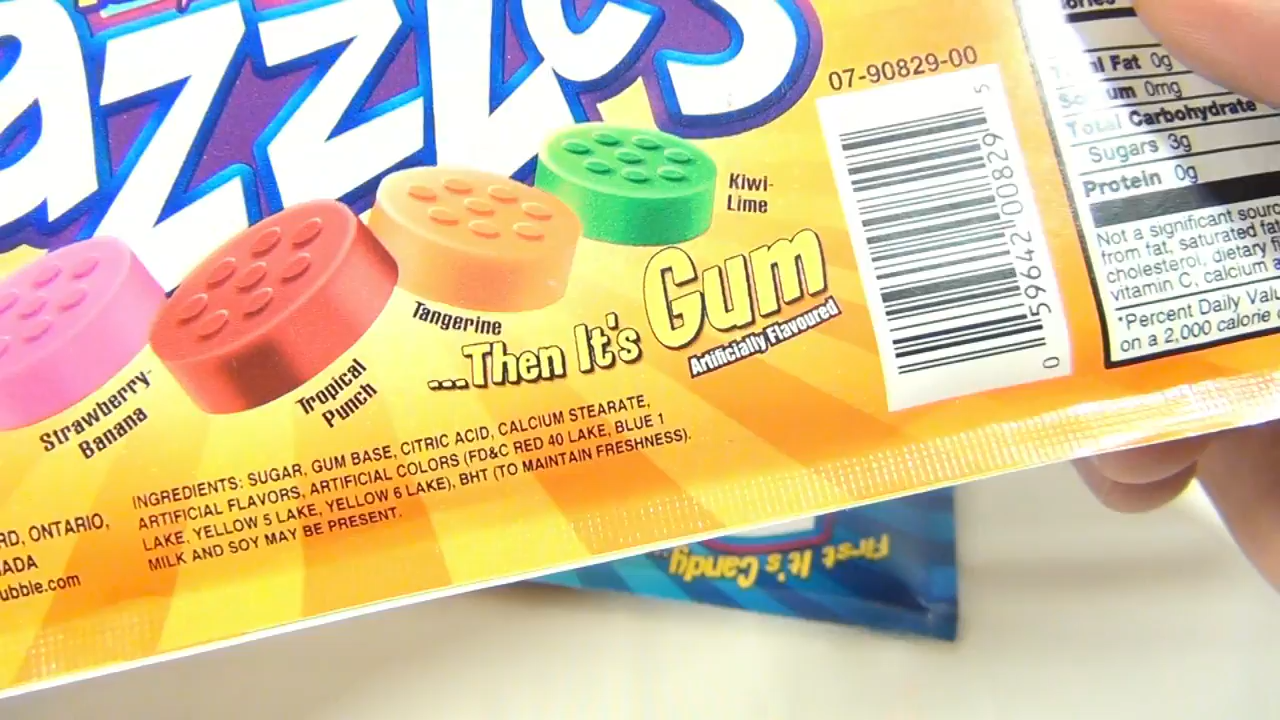 azzles
07-90829-00
Kiwi-
Lime
Tangerine
Tropical
Punch
Strawberry-
Banana
...Then It's Gum
Artificially Flavoured
INGREDIENTS: SUGAR, GUM BASE, CITRIC ACID, CALCIUM STEARATE,
ARTIFICIAL FLAVORS, ARTIFICIAL COLORS (FD&C RED 40 LAKE, BLUE 1
LAKE, YELLOW 5 LAKE, YELLOW 6 LAKE), BHT (TO MAINTAIN FRESHNESS).
MILK AND SOY MAY BE PRESENT.
RD, ONTARIO,
ADA
ubble.com
0 59642 00829 5
Fat 0g
um 0mg
Total Carbohydrate
Sugars 3g
Protein 0g
Not a significant sourc
from fat, saturated fat
cholesterol, dietary f
vitamin C, calcium a
*Percent Daily Valu
on a 2,000 calorie
First It's Candy